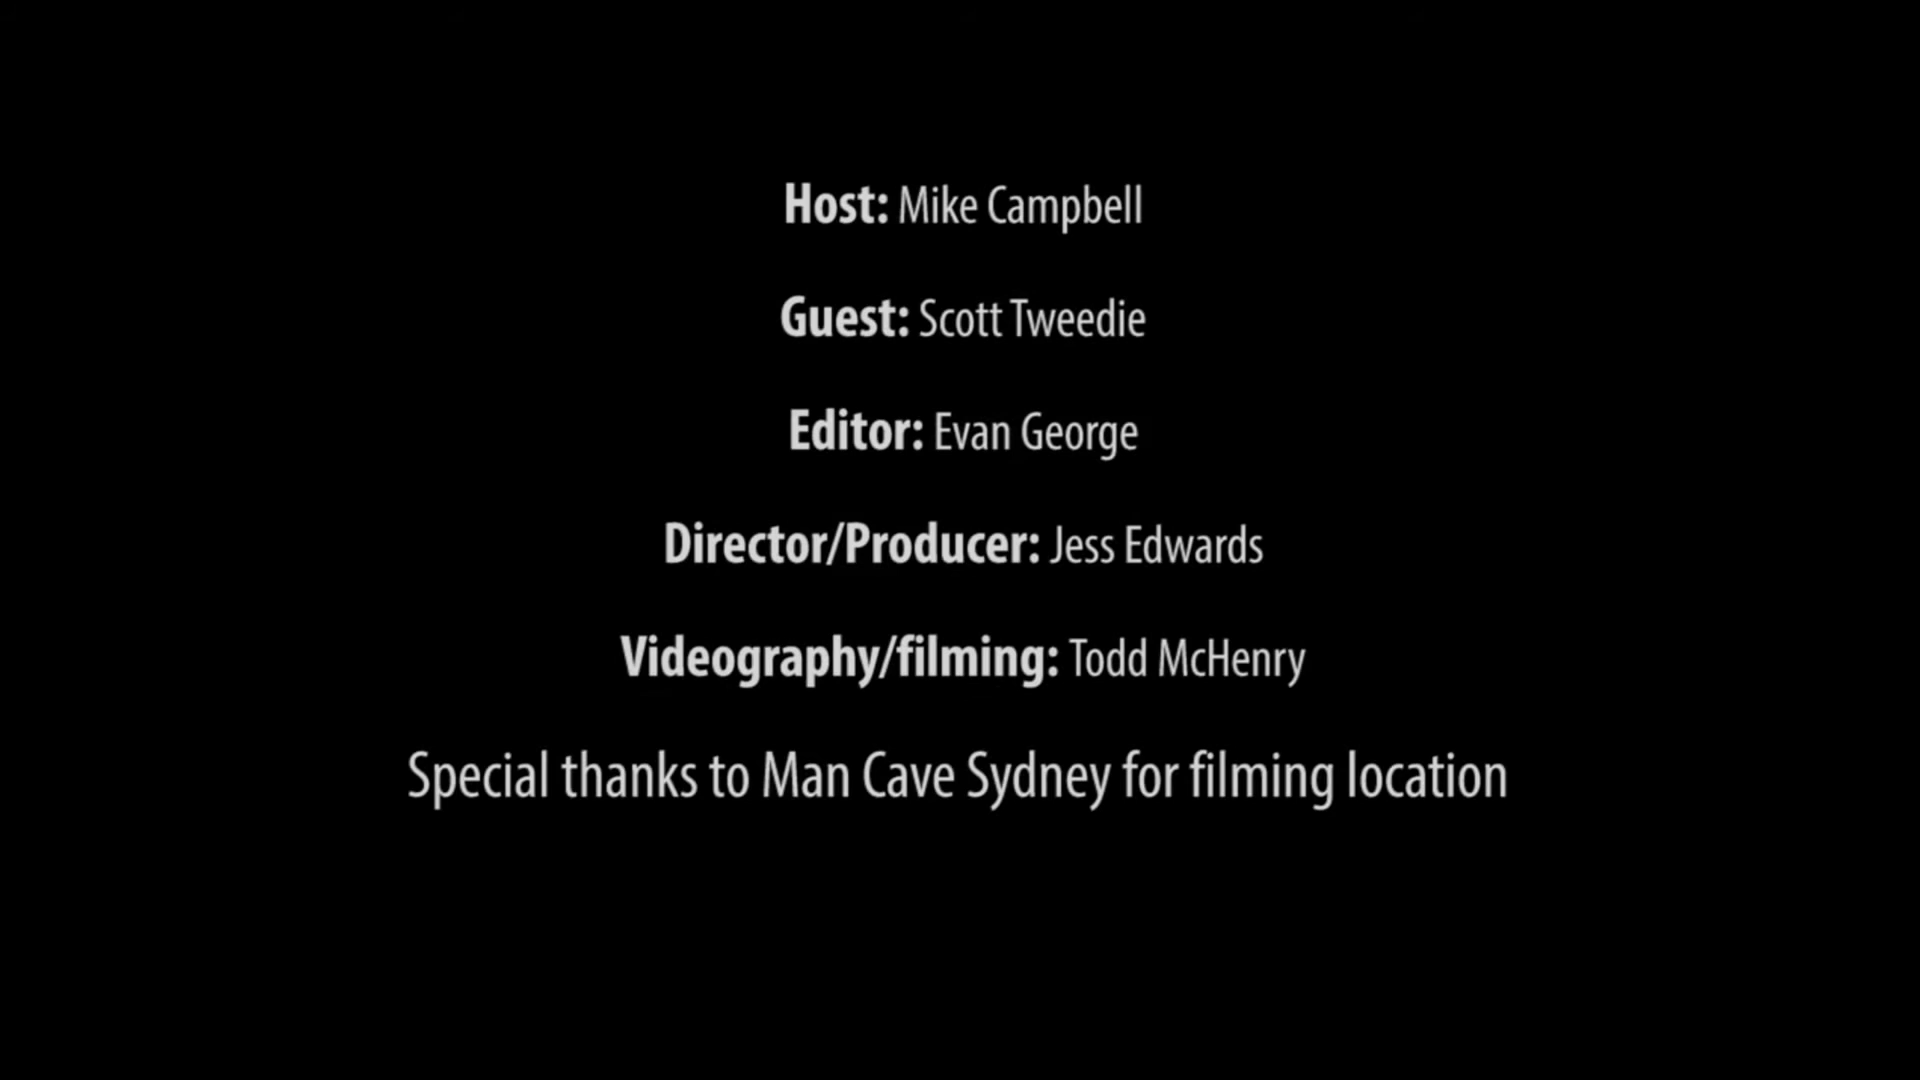 Host: Mike Campbell
Guest: Scott Tweedie
Editor: Evan George
Director/Producer: Jess Edwards
Videography/filming: Todd McHenry
Special thanks to Man Cave Sydney for filming location